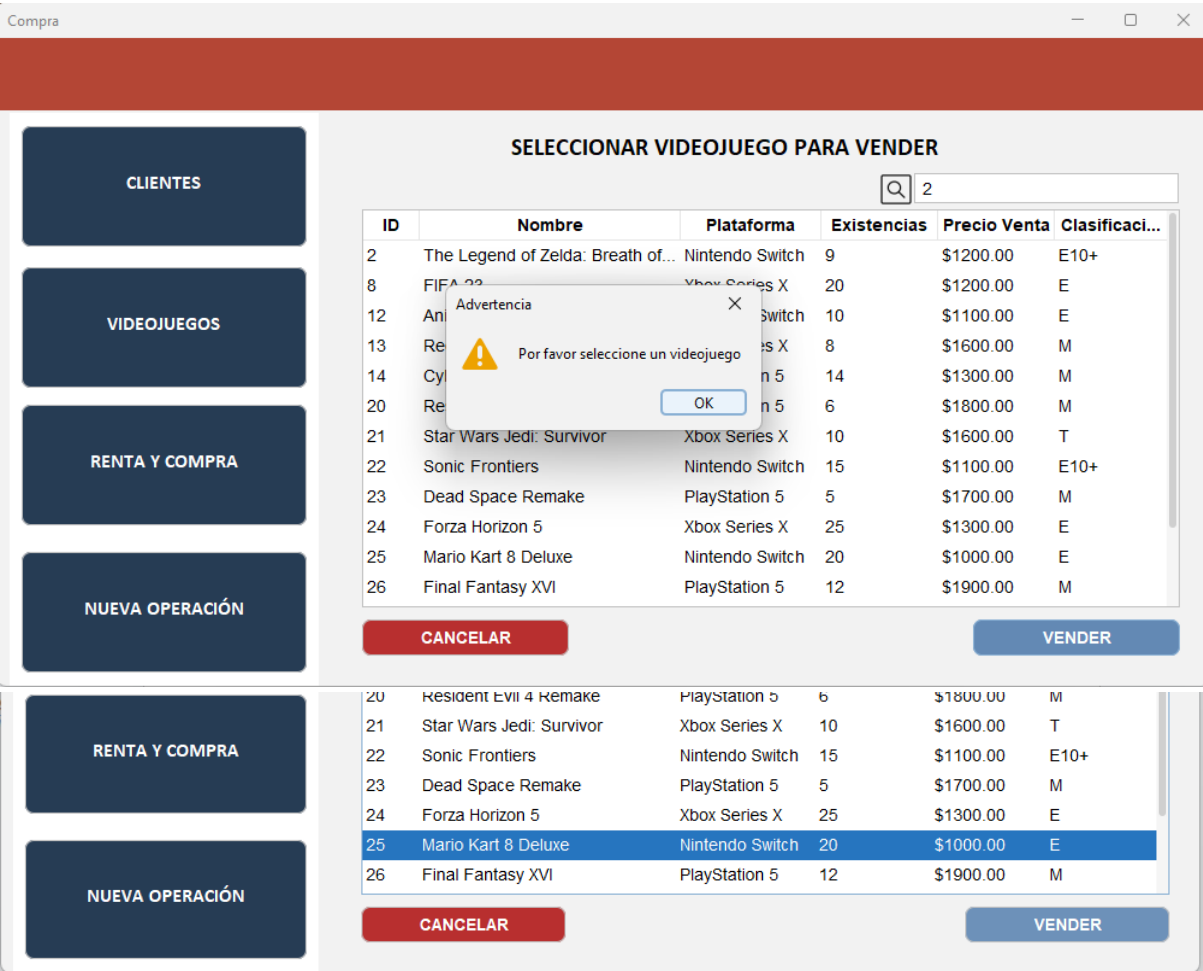 Compra
SELECCIONAR VIDEOJUEGO PARA VENDER
CLIENTES
VIDEOJUEGOS
RENTA Y COMPRA
NUEVA OPERACIÓN
2
ID Nombre Plataforma Existencias Precio Venta Clasificaci...
2 The Legend of Zelda: Breath of... Nintendo Switch 9 $1200.00 E10+
8 FIFA 23 Xbox Series X 20 $1200.00 E
12 Ani Switch 10 $1100.00 E
13 Re es X 8 $1600.00 M
14 Cy n 5 14 $1300.00 M
20 Re n 5 6 $1800.00 M
21 Star Wars Jedi: Survivor Xbox Series X 10 $1600.00 T
22 Sonic Frontiers Nintendo Switch 15 $1100.00 E10+
23 Dead Space Remake PlayStation 5 5 $1700.00 M
24 Forza Horizon 5 Xbox Series X 25 $1300.00 E
25 Mario Kart 8 Deluxe Nintendo Switch 20 $1000.00 E
26 Final Fantasy XVI PlayStation 5 12 $1900.00 M
Advertencia
Por favor seleccione un videojuego
OK
CANCELAR VENDER
RENTA Y COMPRA
NUEVA OPERACIÓN
20 Resident Evil 4 Remake PlayStation 5 6 $1800.00 M
21 Star Wars Jedi: Survivor Xbox Series X 10 $1600.00 T
22 Sonic Frontiers Nintendo Switch 15 $1100.00 E10+
23 Dead Space Remake PlayStation 5 5 $1700.00 M
24 Forza Horizon 5 Xbox Series X 25 $1300.00 E
25 Mario Kart 8 Deluxe Nintendo Switch 20 $1000.00 E
26 Final Fantasy XVI PlayStation 5 12 $1900.00 M
CANCELAR VENDER